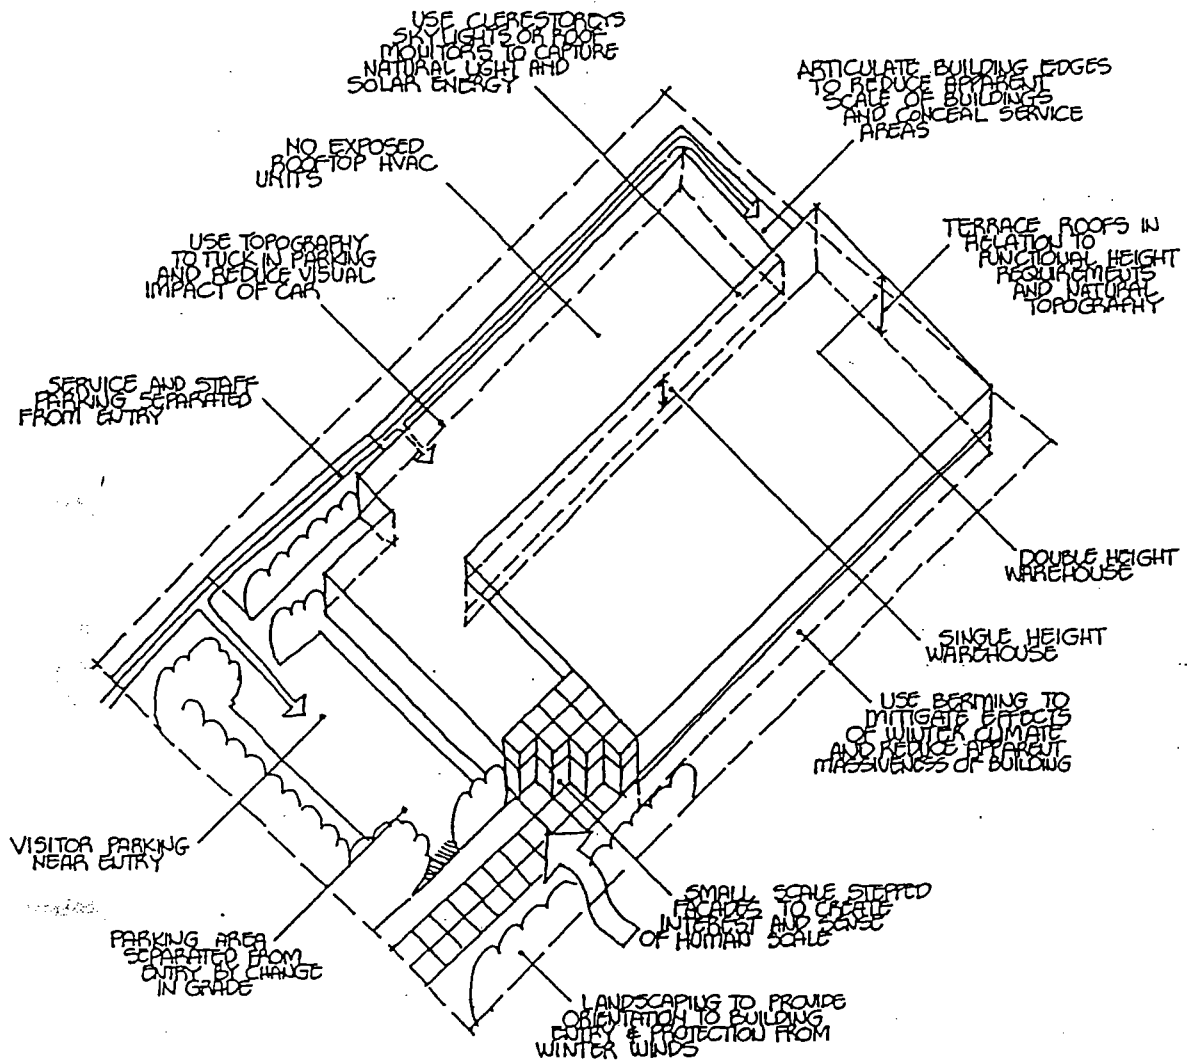 USE CLERESTOREYS
SKYLIGHTS OR ROOF
MONITORS TO CAPTURE
NATURAL LIGHT AND
SOLAR ENERGY
ARTICULATE BUILDING EDGES
TO REDUCE APPARENT
SCALE OF BUILDINGS
AND CONCEAL SERVICE
AREAS
NO EXPOSED
ROOFTOP HVAC
UNITS
TERRACE ROOFS IN
RELATION TO
FUNCTIONAL HEIGHT
REQUIREMENTS
AND NATURAL
TOPOGRAPHY
USE TOPOGRAPHY
TO TUCK IN PARKING
AND REDUCE VISUAL
IMPACT OF CAR
SERVICE AND STAFF
PARKING SEPARATED
FROM ENTRY
DOUBLE HEIGHT
WAREHOUSE
SINGLE HEIGHT
WAREHOUSE
USE BERMING TO
MITIGATE EFFECTS
OF WINTER CLIMATE
AND REDUCE APPARENT
MASSIVENESS OF BUILDING
VISITOR PARKING
NEAR ENTRY
SMALL SCALE STEPPED
FACADES TO CREATE
INTEREST AND SENSE
OF HUMAN SCALE
PARKING AREA
SEPARATED FROM
ENTRY BY CHANGE
IN GRADE
LANDSCAPING TO PROVIDE
ORIENTATION TO BUILDING
ENTRY & PROTECTION FROM
WINTER WINDS